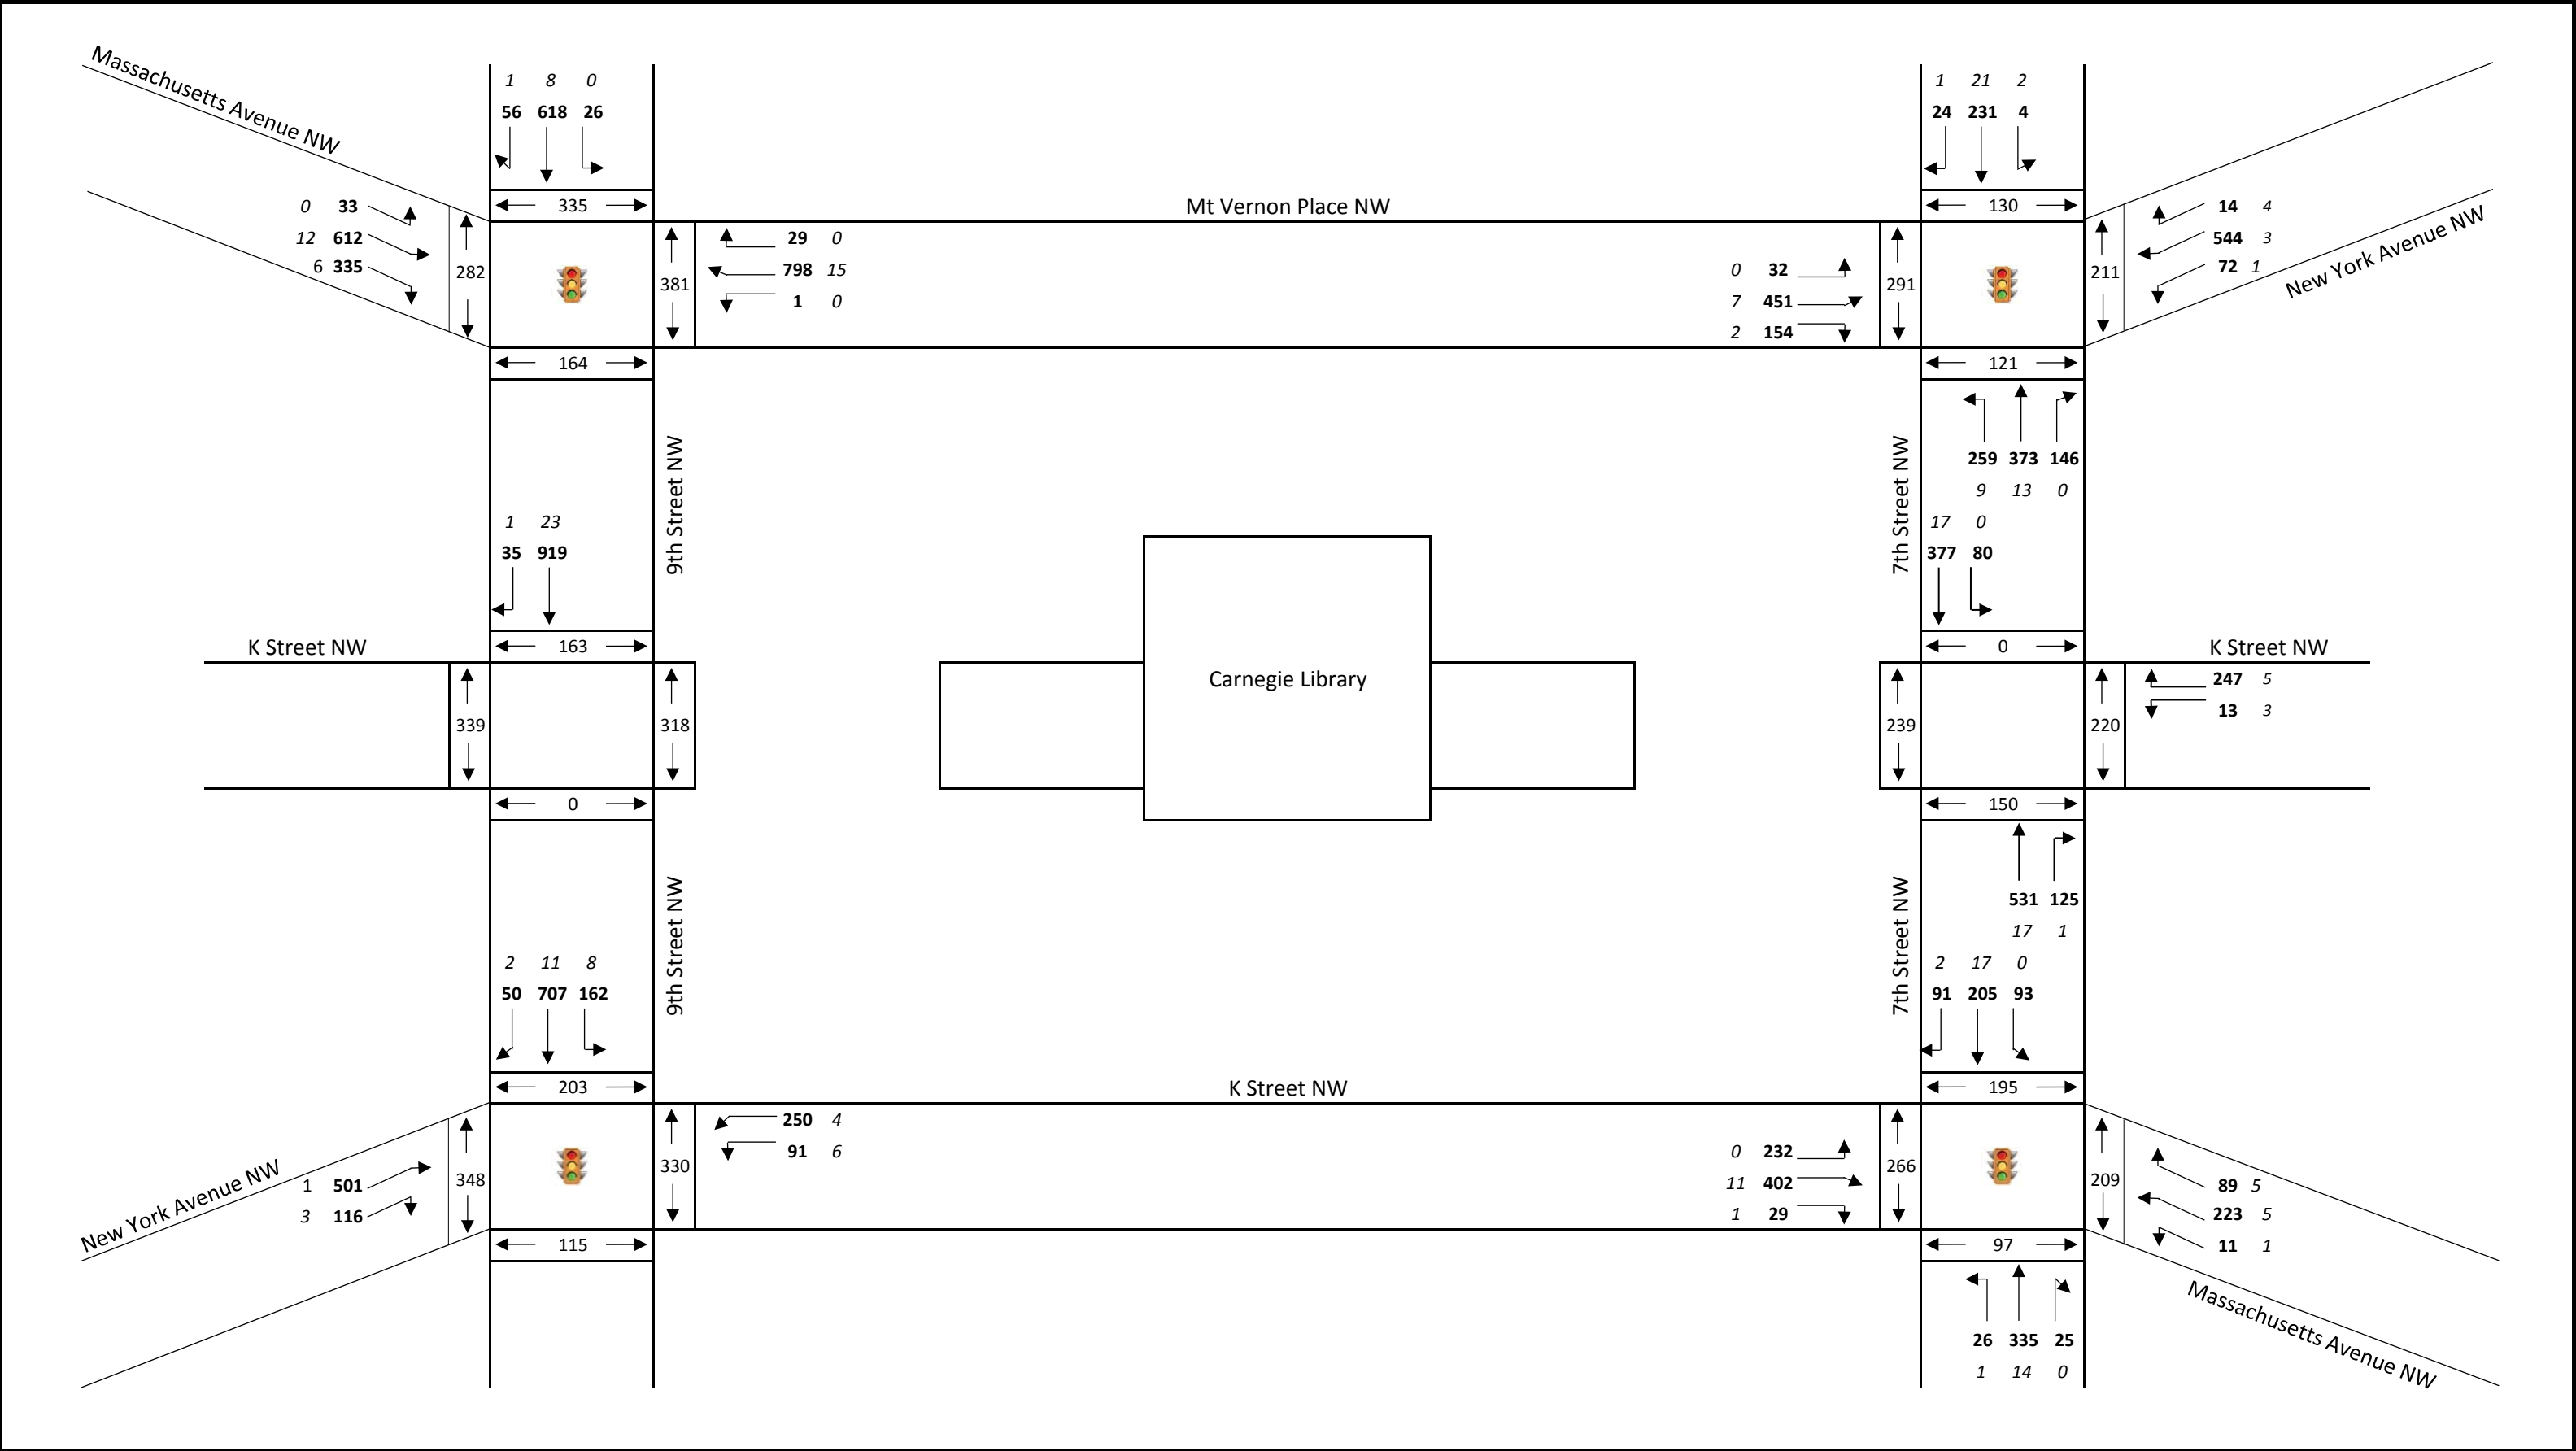 Massachusetts Avenue NW
1 8 0
56 618 26
335
0 33
12 612
6 335
282
381
29 0
798 15
1 0
164
Mt Vernon Place NW
1 21 2
24 231 4
130
0 32
7 451
2 154
291
211
14 4
544 3
72 1
New York Avenue NW
121
259 373 146
9 13 0
9th Street NW
7th Street NW
1 23
35 919
17 0
377 80
K Street NW
163
339
318
0
Carnegie Library
0
K Street NW
239
220
247 5
13 3
150
531 125
17 1
9th Street NW
7th Street NW
2 11 8
50 707 162
2 17 0
91 205 93
203
K Street NW
195
New York Avenue NW
1 501
3 116
348
330
250 4
91 6
115
0 232
11 402
1 29
266
209
89 5
223 5
11 1
97
Massachusetts Avenue NW
26 335 25
1 14 0